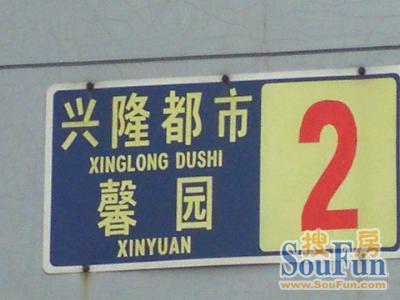 兴隆都市
XINGLONG DUSHI
馨园
XINYUAN
2
搜房
SouFun
www.SouFun.com